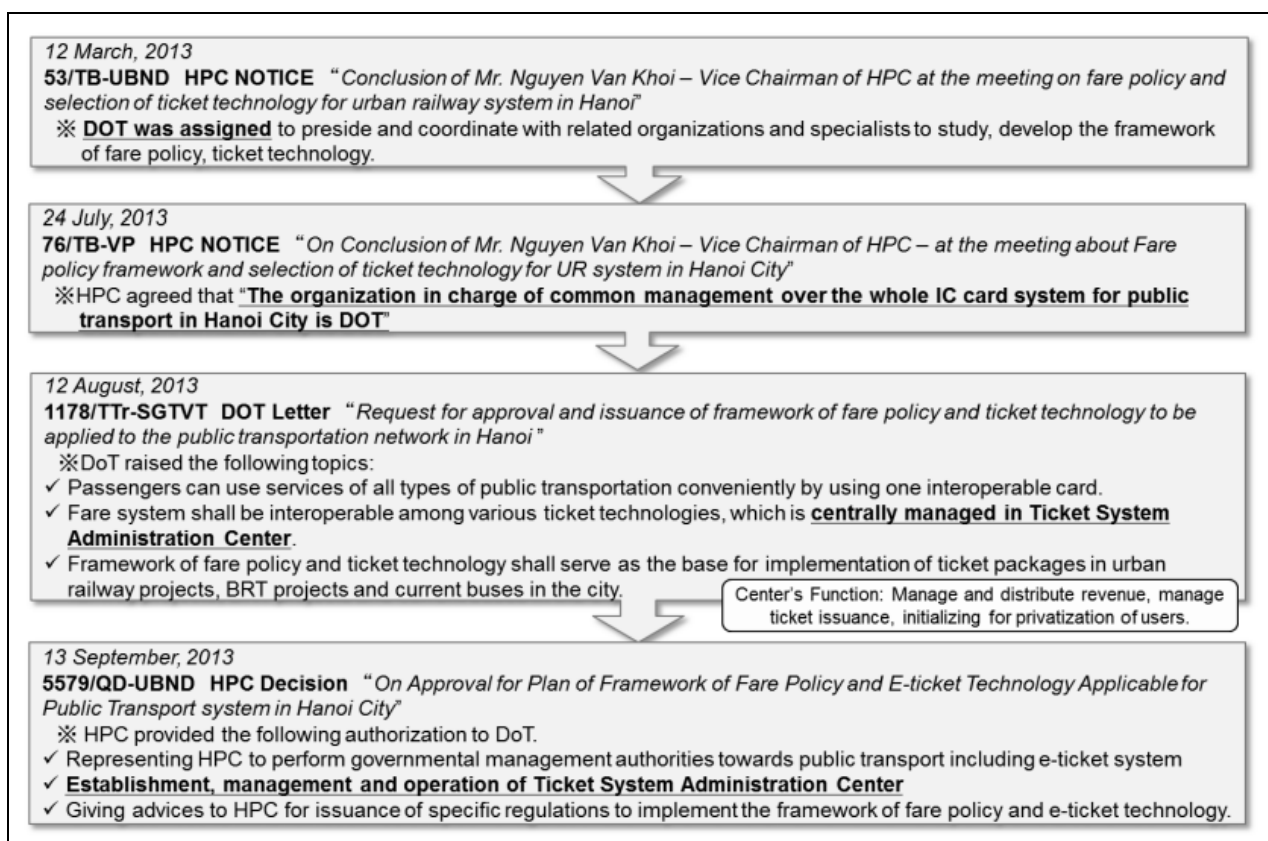 12 March, 2013
53/TB-UBND HPC NOTICE “Conclusion of Mr. Nguyen Van Khoi – Vice Chairman of HPC at the meeting on fare policy and
selection of ticket technology for urban railway system in Hanoi”
※ DOT was assigned to preside and coordinate with related organizations and specialists to study, develop the framework
of fare policy, ticket technology.
24 July, 2013
76/TB-VP HPC NOTICE “On Conclusion of Mr. Nguyen Van Khoi – Vice Chairman of HPC – at the meeting about Fare
policy framework and selection of ticket technology for UR system in Hanoi City”
※HPC agreed that “The organization in charge of common management over the whole IC card system for public
transport in Hanoi City is DOT”
12 August, 2013
1178/TTr-SGTVT DOT Letter “Request for approval and issuance of framework of fare policy and ticket technology to be
applied to the public transportation network in Hanoi ”
※DoT raised the following topics:
✓ Passengers can use services of all types of public transportation conveniently by using one interoperable card.
✓ Fare system shall be interoperable among various ticket technologies, which is centrally managed in Ticket System
Administration Center.
✓ Framework of fare policy and ticket technology shall serve as the base for implementation of ticket packages in urban
railway projects, BRT projects and current buses in the city.
Center's Function: Manage and distribute revenue, manage
ticket issuance, initializing for privatization of users.
13 September, 2013
5579/QD-UBND HPC Decision “On Approval for Plan of Framework of Fare Policy and E-ticket Technology Applicable for
Public Transport system in Hanoi City”
※ HPC provided the following authorization to DoT.
✓ Representing HPC to perform governmental management authorities towards public transport including e-ticket system
✓ Establishment, management and operation of Ticket System Administration Center
✓ Giving advices to HPC for issuance of specific regulations to implement the framework of fare policy and e-ticket technology.